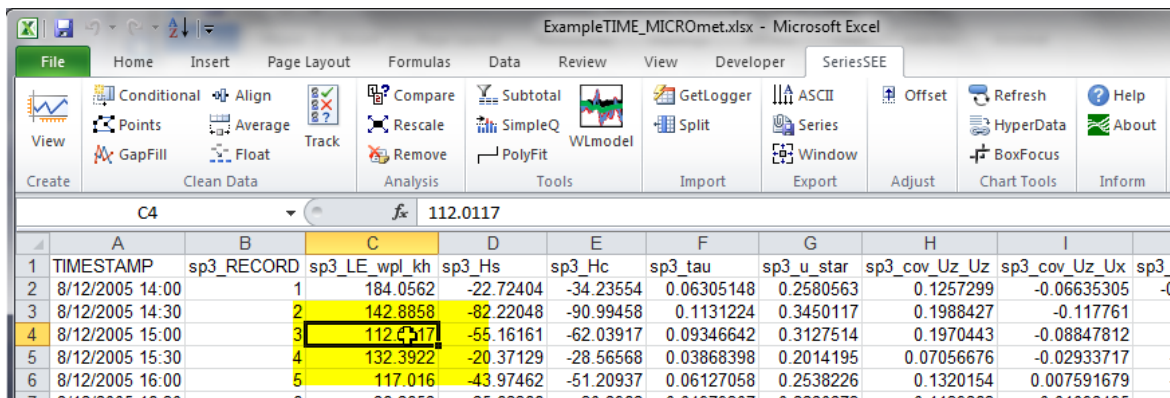 ExampleTIME_MICROmet.xlsx - Microsoft Excel
File Home Insert Page Layout Formulas Data Review View Developer SeriesSEE
Conditional Align Compare Subtotal GetLogger ASCII Offset Refresh Help
Points Average Rescale SimpleQ Split Series HyperData About
View Track WLmodel
GapFill Float Remove PolyFit Window BoxFocus
Create Clean Data Analysis Tools Import Export Adjust Chart Tools Inform
C4 fx 112.0117
A B C D E F G H I
1 TIMESTAMP sp3_RECORD sp3_LE_wpl_kh sp3_Hs sp3_Hc sp3_tau sp3_u_star sp3_cov_Uz_Uz sp3_cov_Uz_Ux sp3_
2 8/12/2005 14:00 1 184.0562 -22.72404 -34.23554 0.06305148 0.2580563 0.1257299 -0.06635305
3 8/12/2005 14:30 2 142.8858 -82.22048 -90.99458 0.1131224 0.3450117 0.1988427 -0.117761
4 8/12/2005 15:00 3 112.0117 -55.16161 -62.03917 0.09346642 0.3127514 0.1970443 -0.08847812
5 8/12/2005 15:30 4 132.3922 -20.37129 -28.56568 0.03868398 0.2014195 0.07056676 -0.02933717
6 8/12/2005 16:00 5 117.016 -43.97462 -51.20937 0.06127058 0.2538226 0.1320154 0.007591679